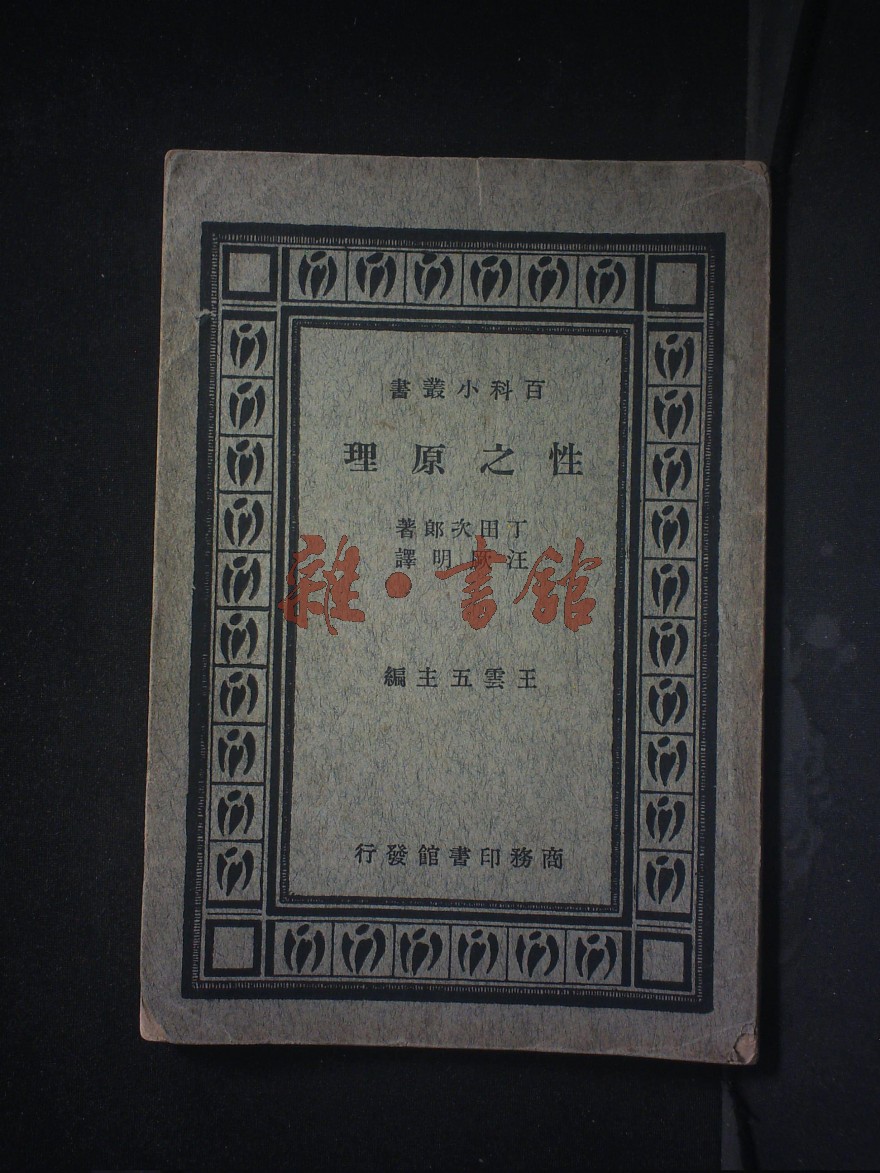 百科小叢書
性之原理
丁田次郎著
汪厥明譯
雜·書館
王雲五主編
商務印書館發行